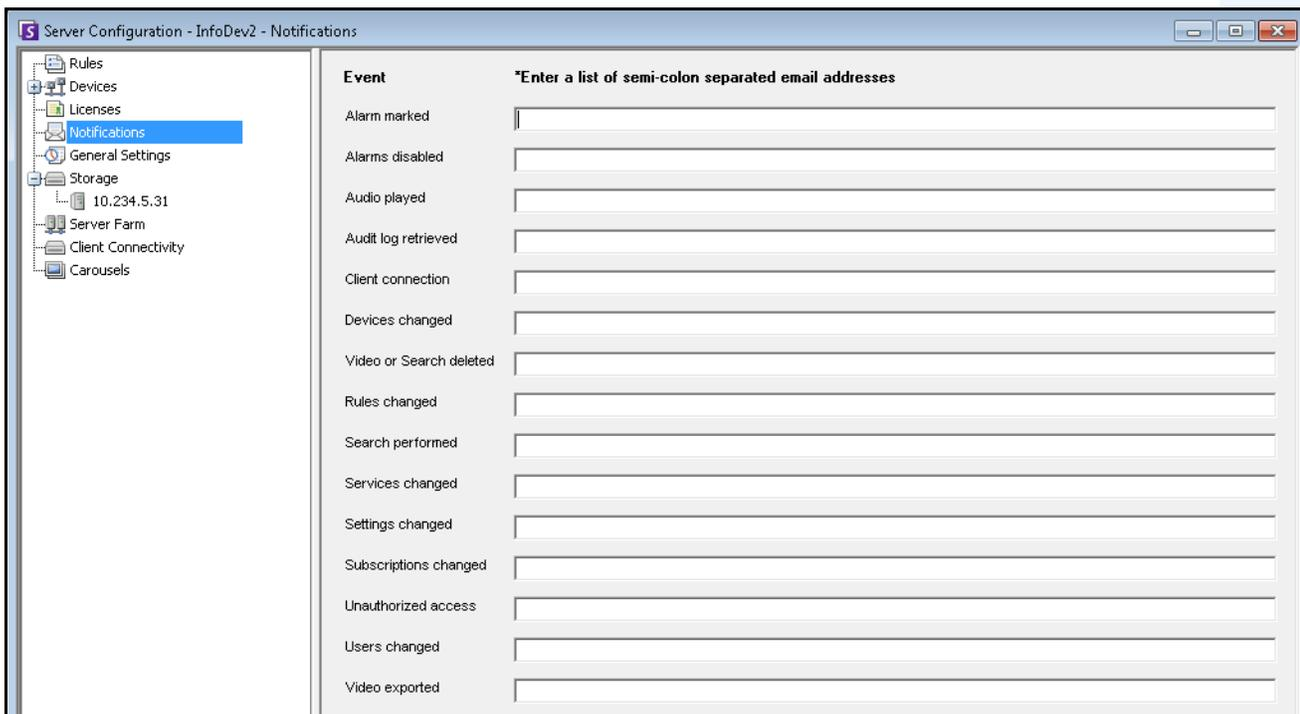 Server Configuration - InfoDev2 - Notifications
Rules
Devices
Licenses
Notifications
General Settings
Storage
10.234.5.31
Server Farm
Client Connectivity
Carousels
Event *Enter a list of semi-colon separated email addresses
Alarm marked
Alarms disabled
Audio played
Audit log retrieved
Client connection
Devices changed
Video or Search deleted
Rules changed
Search performed
Services changed
Settings changed
Subscriptions changed
Unauthorized access
Users changed
Video exported